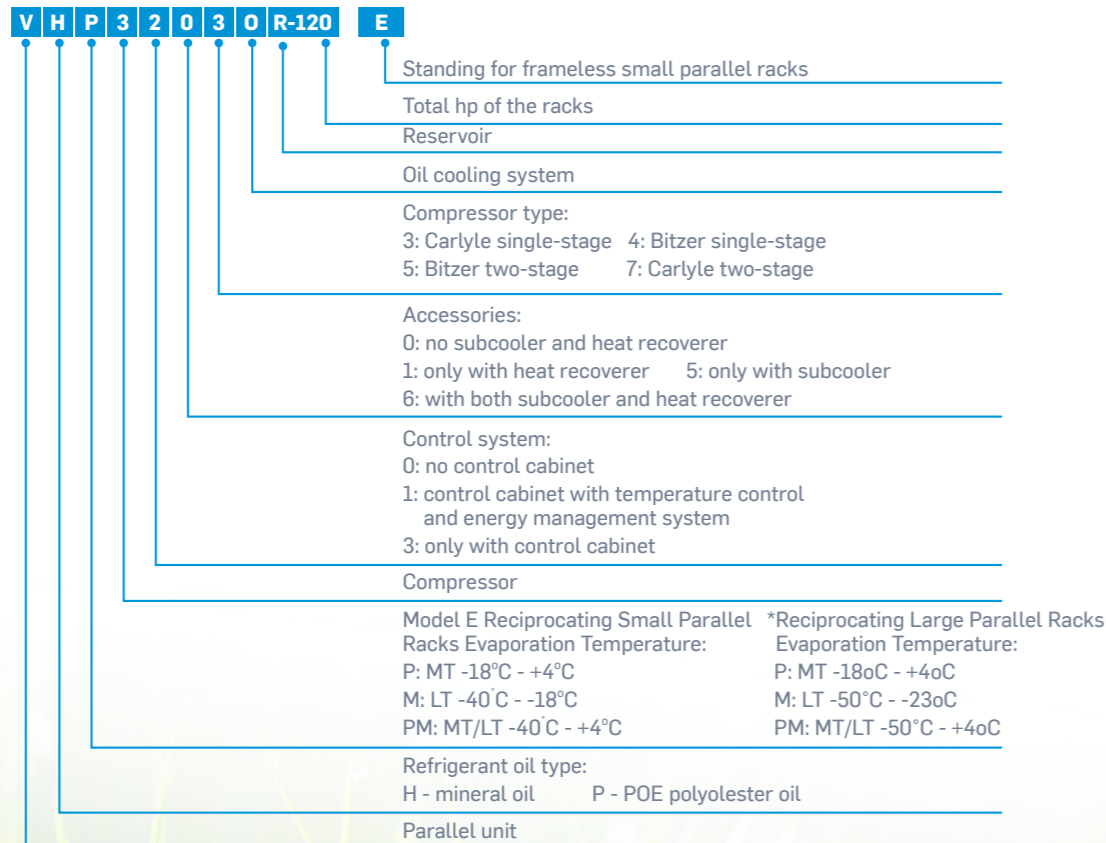 V H P 3 2 0 3 O R-120 E
Standing for frameless small parallel racks
Total hp of the racks
Reservoir
Oil cooling system
Compressor type:
3: Carlyle single-stage 4: Bitzer single-stage
5: Bitzer two-stage 7: Carlyle two-stage
Accessories:
0: no subcooler and heat recoverer
1: only with heat recoverer 5: only with subcooler
6: with both subcooler and heat recoverer
Control system:
0: no control cabinet
1: control cabinet with temperature control
and energy management system
3: only with control cabinet
Compressor
Model E Reciprocating Small Parallel *Reciprocating Large Parallel Racks
Racks Evaporation Temperature: Evaporation Temperature:
P: MT -18°C - +4°C P: MT -18oC - +4oC
M: LT -40°C - -18°C M: LT -50°C - -23oC
PM: MT/LT -40°C - +4°C PM: MT/LT -50°C - +4oC
Refrigerant oil type:
H - mineral oil P - POE polyolester oil
Parallel unit